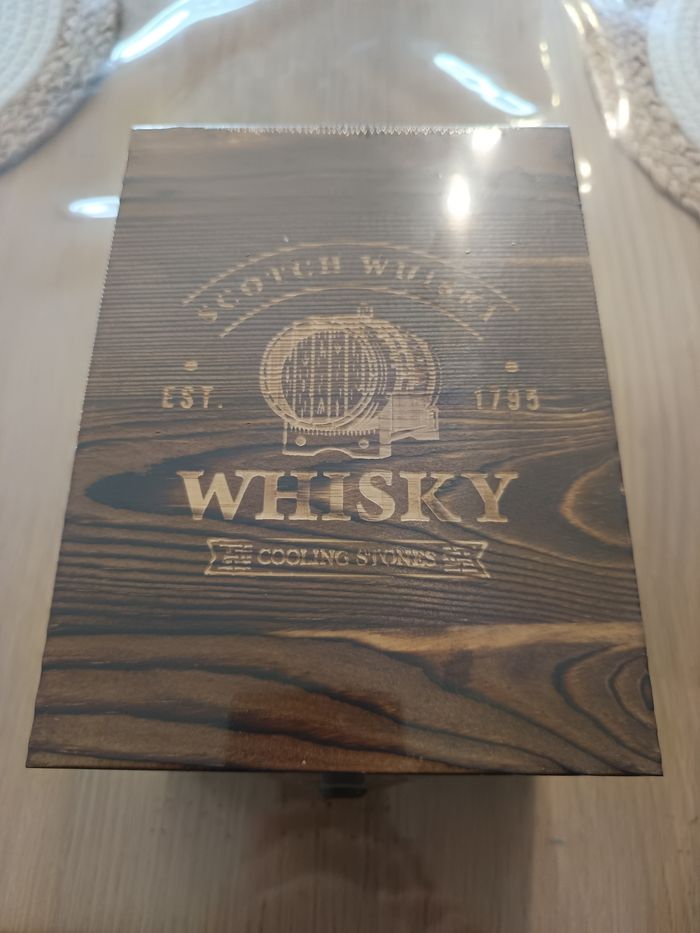 SCOTCH WHISKY
EST. 1795
WHISKY
COOLING STONES